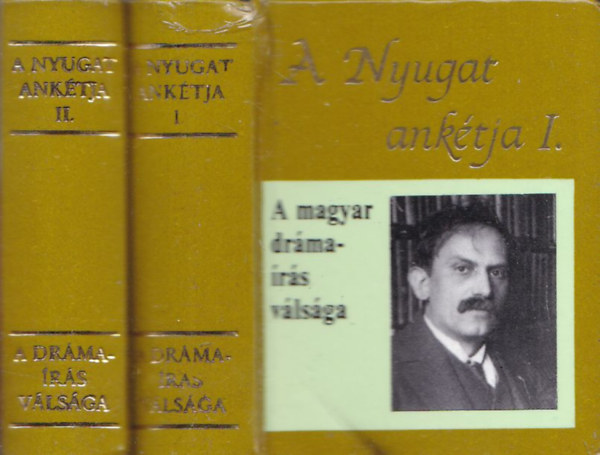 A NYUGAT
ANKÉTJA
II.
A DRÁMA-
ÍRÁS
VÁLSÁGA
NYUGAT
ANKÉTJA
I
A DRÁMA-
ÍRÁS
VÁLSÁGA
A Nyugat
ankétja I.
A magyar
dráma-
írás
válsága